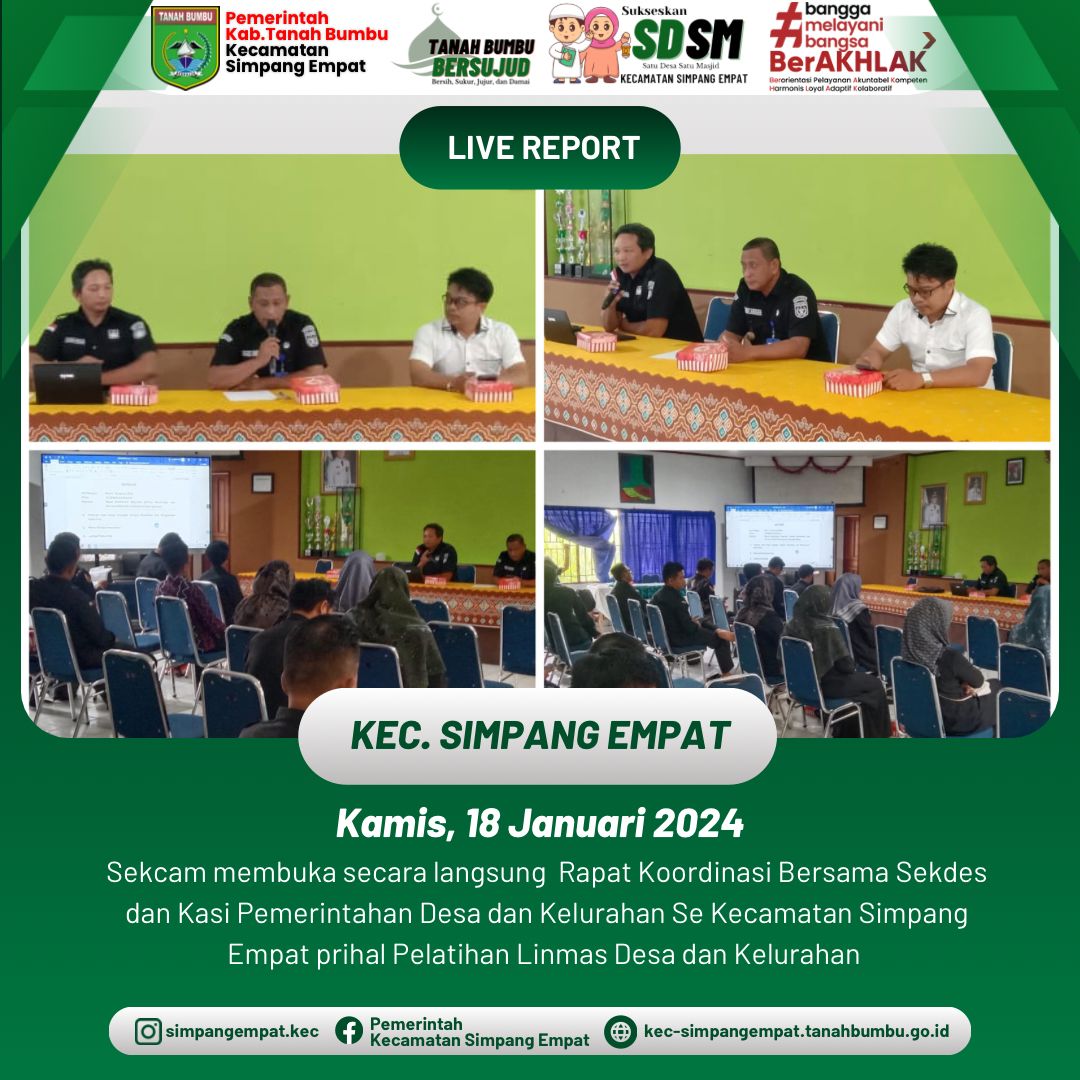 TANAH BUMBU
Pemerintah
Kab.Tanah Bumbu
Kecamatan
Simpang Empat
TANAH BUMBU
BERSUJUD
Bersih, Sukur, Jujur, dan Damai
Sukseskan
SDSM
Satu Desa Satu Masjid
KECAMATAN SIMPANG EMPAT
#bangga
melayani
bangsa
BerAKHLAK
Berorientasi Pelayanan Akuntabel Kompeten
Harmonis Loyal Adaptif Kolaboratif
LIVE REPORT
KEC. SIMPANG EMPAT
Kamis, 18 Januari 2024
Sekcam membuka secara langsung Rapat Koordinasi Bersama Sekdes
dan Kasi Pemerintahan Desa dan Kelurahan Se Kecamatan Simpang
Empat prihal Pelatihan Linmas Desa dan Kelurahan
simpangempat.kec
Pemerintah
Kecamatan Simpang Empat
kec-simpangempat.tanahbumbu.go.id